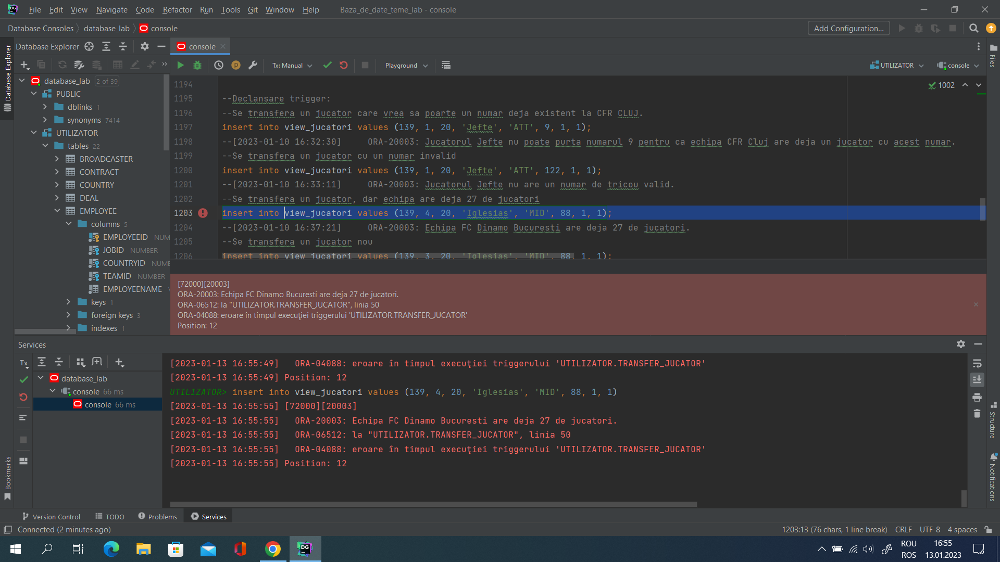 DG File Edit View Navigate Code Refactor Run Tools Git Window Help Baza_de_date_teme_lab - console
Database Consoles database_lab console Add Configuration...
Database Explorer console
Tx: Manual Playground UTILIZATOR console
Database Explorer
Files
database_lab 2 of 39
PUBLIC
dblinks 1
synonyms 7414
UTILIZATOR
tables 22
BROADCASTER
CONTRACT
COUNTRY
DEAL
EMPLOYEE
columns 5
EMPLOYEEID NUM
JOBID NUMBER
COUNTRYID NUME
TEAMID NUMBER
EMPLOYEENAME
keys 1
foreign keys 3
indexes 1
1002
1194
1195 --Declansare trigger:
1196 --Se transfera un jucator care vrea sa poarte un numar deja existent la CFR CLUJ.
1197 insert into view_jucatori values (139, 1, 20, 'Jefte', 'ATT', 9, 1, 1);
1198 --[2023-01-10 16:32:30] ORA-20003: Jucatorul Jefte nu poate purta numarul 9 pentru ca echipa CFR Cluj are deja un jucator cu acest numar.
1199 --Se transfera un jucator cu un numar invalid
1200 insert into view_jucatori values (139, 1, 20, 'Jefte', 'ATT', 122, 1, 1);
1201 --[2023-01-10 16:33:11] ORA-20003: Jucatorul Jefte nu are un numar de tricou valid.
1202 --Se transfera un jucator, dar echipa are deja 27 de jucatori
1203 insert into view_jucatori values (139, 4, 20, 'Iglesias', 'MID', 88, 1, 1);
1204 --[2023-01-10 16:37:21] ORA-20003: Echipa FC Dinamo Bucuresti are deja 27 de jucatori.
1205 --Se transfera un jucator nou
1206 insert into view_jucatori values (139, 3, 20, 'Iglesias', 'MID', 88, 1, 1);
[72000][20003]
ORA-20003: Echipa FC Dinamo Bucuresti are deja 27 de jucatori.
ORA-06512: la "UTILIZATOR.TRANSFER_JUCATOR", linia 50
ORA-04088: eroare în timpul execuţiei triggerului 'UTILIZATOR.TRANSFER_JUCATOR'
Position: 12
Services
Tx
database_lab
console 66 ms
console 66 ms
[2023-01-13 16:55:49] ORA-04088: eroare în timpul execuţiei triggerului 'UTILIZATOR.TRANSFER_JUCATOR'
[2023-01-13 16:55:49] Position: 12
UTILIZATOR> insert into view_jucatori values (139, 4, 20, 'Iglesias', 'MID', 88, 1, 1)
[2023-01-13 16:55:55] [72000][20003]
[2023-01-13 16:55:55] ORA-20003: Echipa FC Dinamo Bucuresti are deja 27 de jucatori.
[2023-01-13 16:55:55] ORA-06512: la "UTILIZATOR.TRANSFER_JUCATOR", linia 50
[2023-01-13 16:55:55] ORA-04088: eroare în timpul execuţiei triggerului 'UTILIZATOR.TRANSFER_JUCATOR'
[2023-01-13 16:55:55] Position: 12
Structure
Notifications
Bookmarks
Version Control TODO Problems Services
Connected (2 minutes ago) 1203:13 (76 chars, 1 line break) CRLF UTF-8 4 spaces
DG
ROU
ROS
16:55
13.01.2023